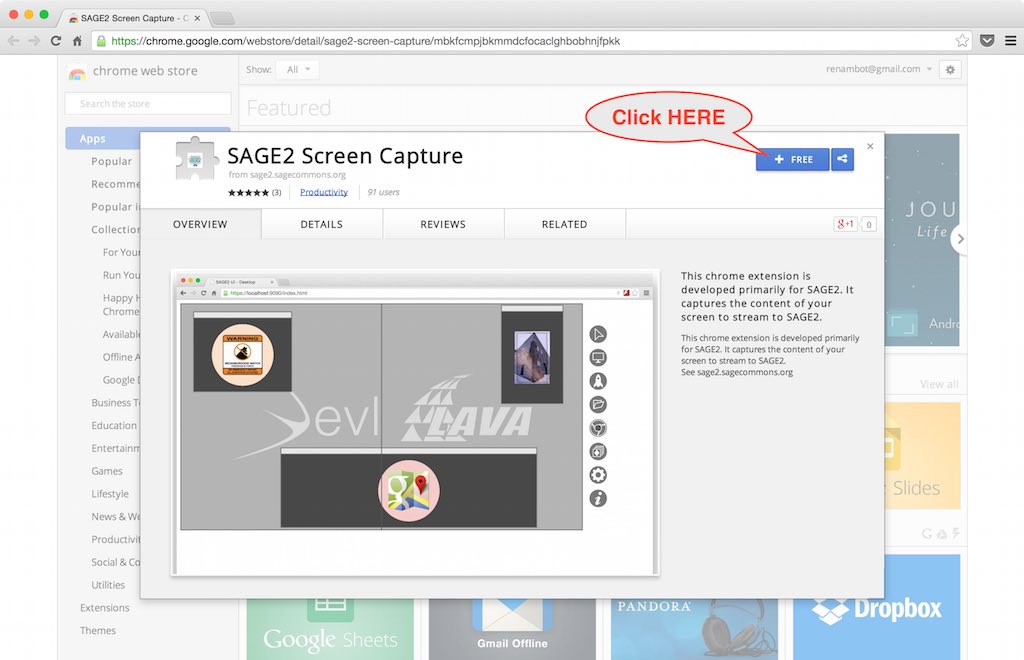 SAGE2 Screen Capture - C
https://chrome.google.com/webstore/detail/sage2-screen-capture/mbkfcmpjbkmmdcfocaclghbobhnjfpkk
chrome web store
Show: All
renambot@gmail.com
Search the store
Featured
Click HERE
Apps
Popular
Recomme
Popular i
Collection
For Your
Run You
Happy H
Chrome
Available
Offline A
Google D
Business T
Education
Entertainm
Games
Lifestyle
News & We
Productivi
Social & Co
Utilities
Extensions
Themes
SAGE2 Screen Capture
from sage2.sagecommons.org
(3)
Productivity
91 users
+ FREE
OVERVIEW
DETAILS
REVIEWS
RELATED
g+1
0
SAGE2 UI - Desktop
https://localhost:9090/index.html
WARNING
evl
LAVA
g
This chrome extension is
developed primarily for SAGE2. It
captures the content of your
screen to stream to SAGE2.
This chrome extension is developed primarily
for SAGE2. It captures the content of your
screen to stream to SAGE2.
See sage2.sagecommons.org
JOU
Life
Andr
View all
Slides
Google Sheets
Gmail Offline
PANDORA
Dropbox